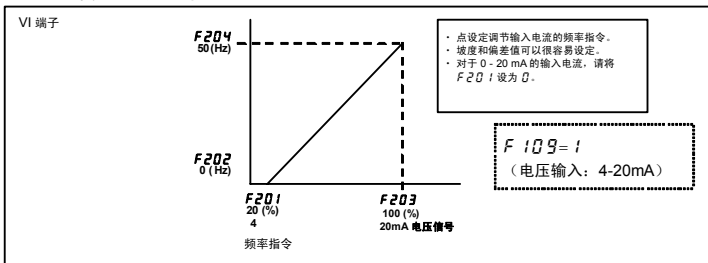 VI 端子
F204
50 (Hz)
F202
0 ( Hz)
F201
20 (%)
4
F203
100 (%)
20mA 电压信号
频率指令
· 点设定调节输入电流的频率指令。
· 坡度和偏差值可以很容易设定。
· 对于 0 - 20 mA 的输入电流，请将
F201 设为 0。
F109=1
（电压输入：4-20mA）